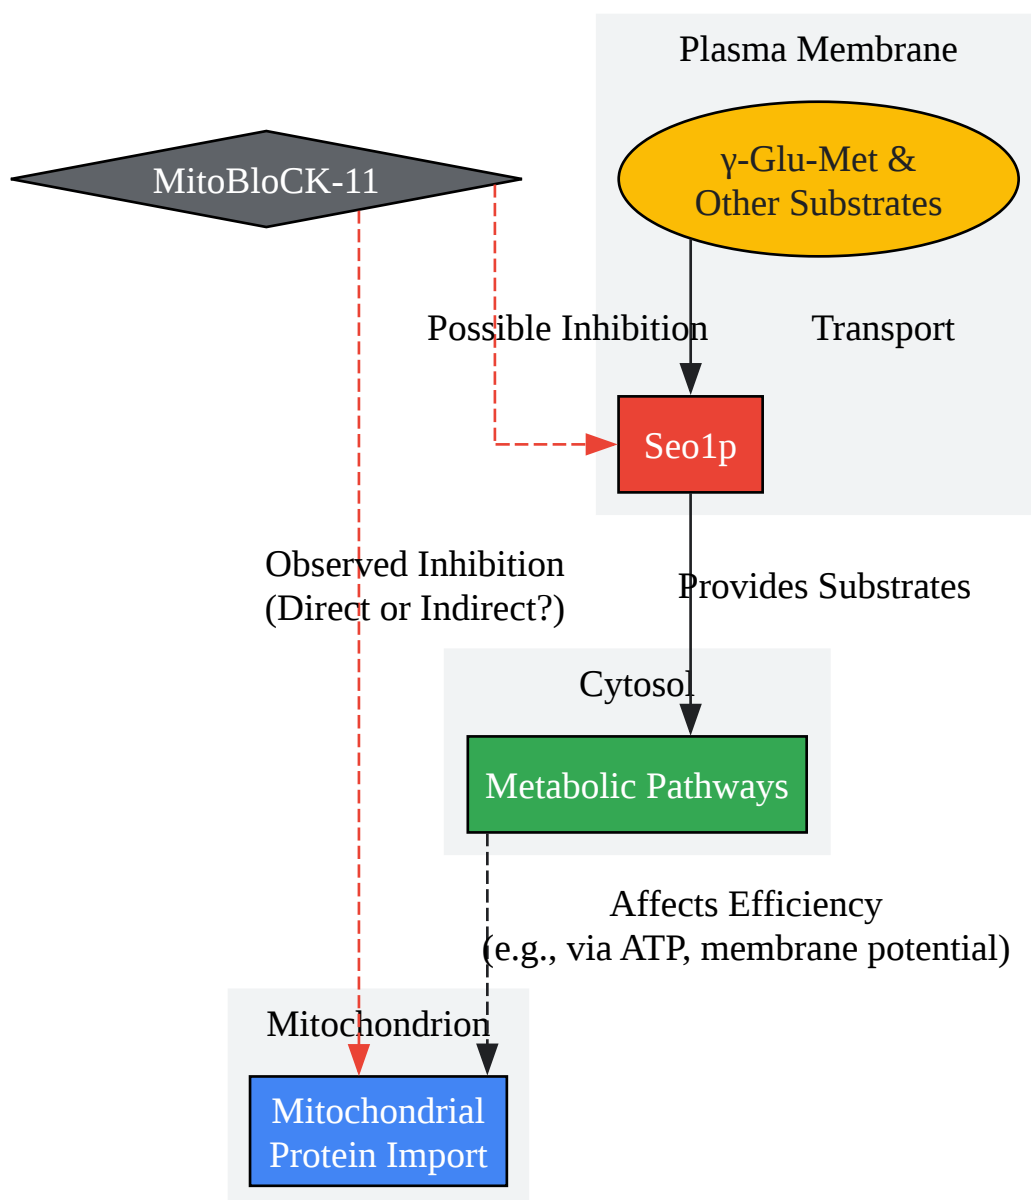 Plasma Membrane
MitoBloCK-11
γ-Glu-Met &
Other Substrates
Possible Inhibition
Transport
Seo1p
Observed Inhibition
(Direct or Indirect?)
Provides Substrates
Cytosol
Metabolic Pathways
Affects Efficiency
(e.g., via ATP, membrane potential)
Mitochondrion
Mitochondrial
Protein Import